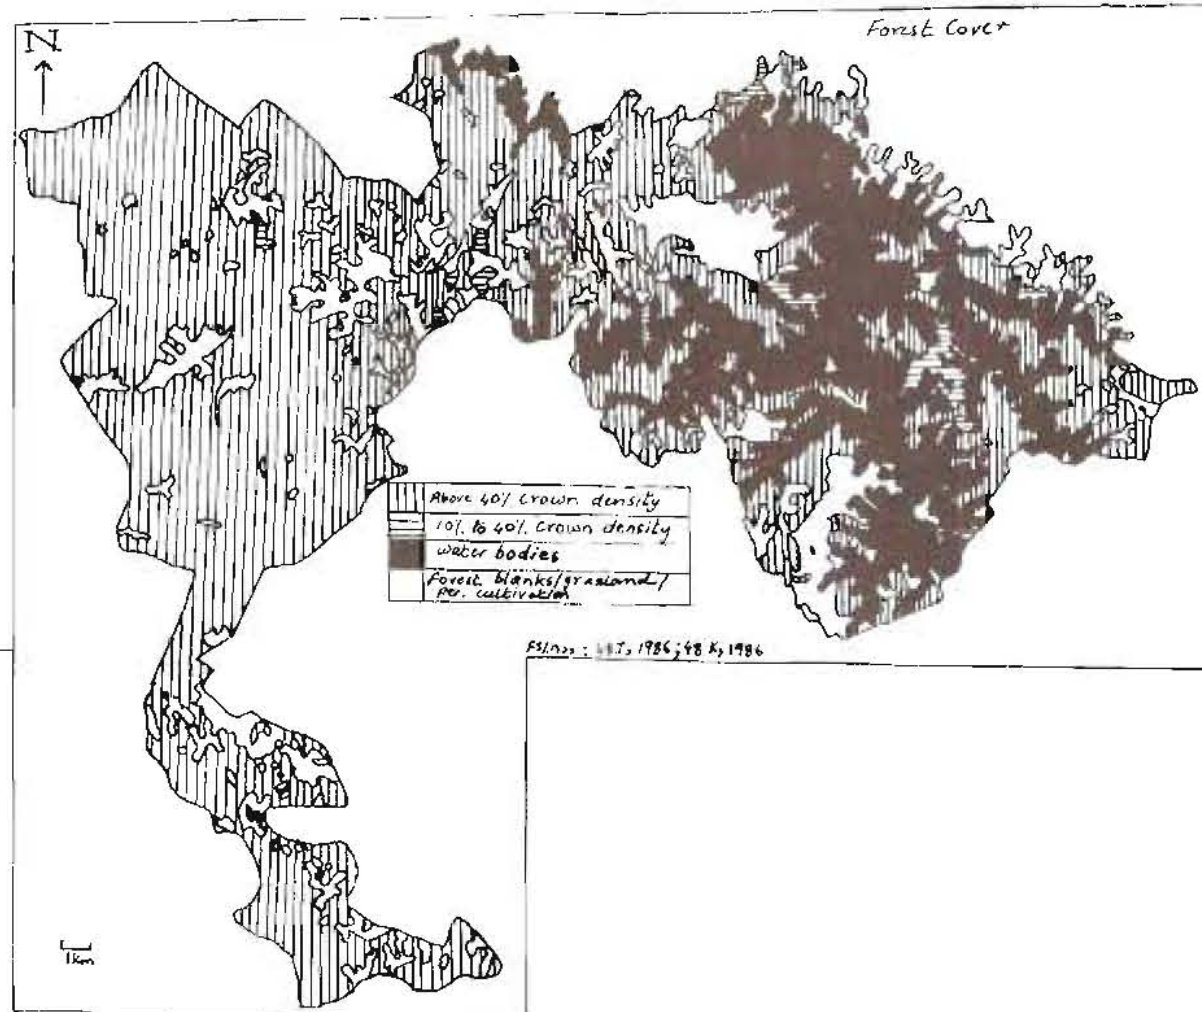 Forest Cover
N
Above 40% Crown density
10% to 40% Crown density
Water bodies
Forest blanks/grasland/
Per. cultivation
1986; 48 K, 1986
1km